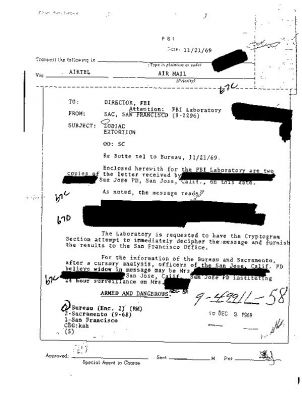 F B I
Date: 11/21/69
Transmit the following in
(Type in plaintext or code)
Via AIRTEL AIR MAIL
(Priority)
b7C
TO: DIRECTOR, FBI
Attention: FBI Laboratory
FROM: SAC, SAN FRANCISCO (9-2296)
SUBJECT: ZODIAC
EXTORTION
OO: SC
Re Butte tel to Bureau, 11/21/69.
Enclosed herewith for the FBI Laboratory are two
copies of the letter received by
San Jose PD, San Jose, Calif., on this date.
b7C
As noted, the message reads
b7D
The Laboratory is requested to have the Cryptogram
Section attempt to immediately decipher the message and furnish
the results to the San Francisco Office.
For the information of the Bureau and Sacramento,
after a cursory analysis, officers of the San Jose, Calif. PD
believe widow in message may be Mrs.
b7C
San Jose, Calif. San Jose PD instituting
24 hour surveillance on Mrs.
ARMED AND DANGEROUS.
9-49911-58
2-Bureau (Enc. 2) (RM)
2-Sacramento (9-68)
1-San Francisco
(5)
10 DEC 3 1969
Approved: Sent M Per
Special Agent in Charge